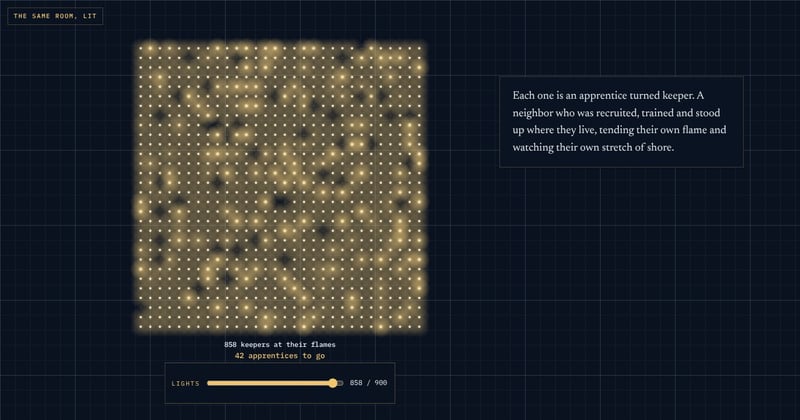 THE SAME ROOM, LIT
Each one is an apprentice turned keeper. A
neighbor who was recruited, trained and stood
up where they live, tending their own flame and
watching their own stretch of shore.
858 keepers at their flames
42 apprentices to go
LIGHTS 858 / 900